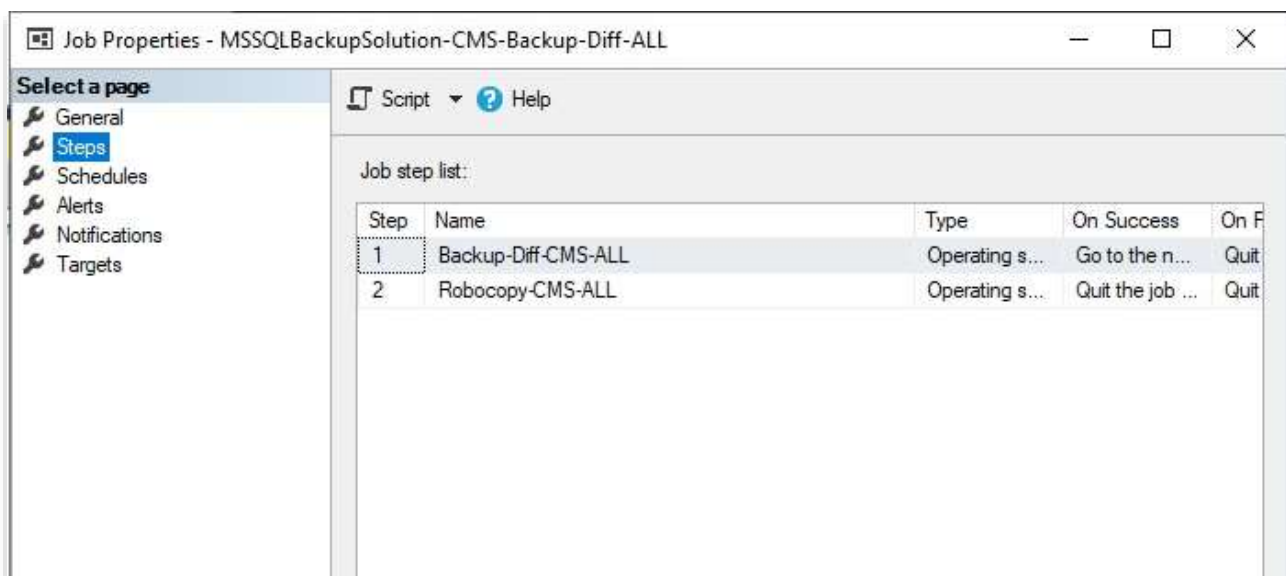 Job Properties - MSSQLBackupSolution-CMS-Backup-Diff-ALL
Select a page
General
Steps
Schedules
Alerts
Notifications
Targets
Script Help
Job step list:
Step Name Type On Success On F
1 Backup-Diff-CMS-ALL Operating s... Go to the n... Quit
2 Robocopy-CMS-ALL Operating s... Quit the job ... Quit